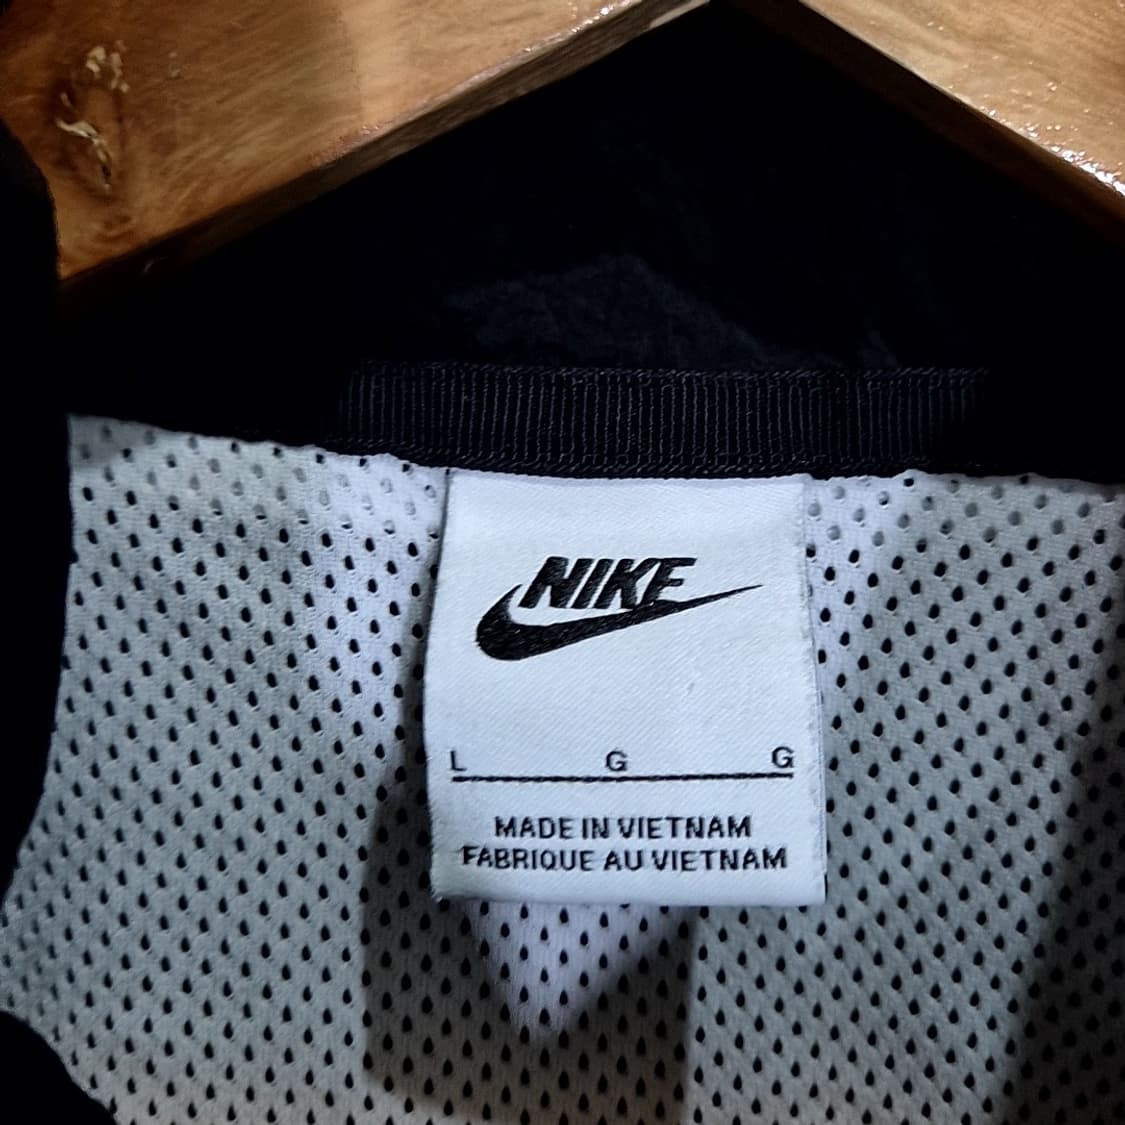 NIKE
L G G
MADE IN VIETNAM
FABRIQUE AU VIETNAM